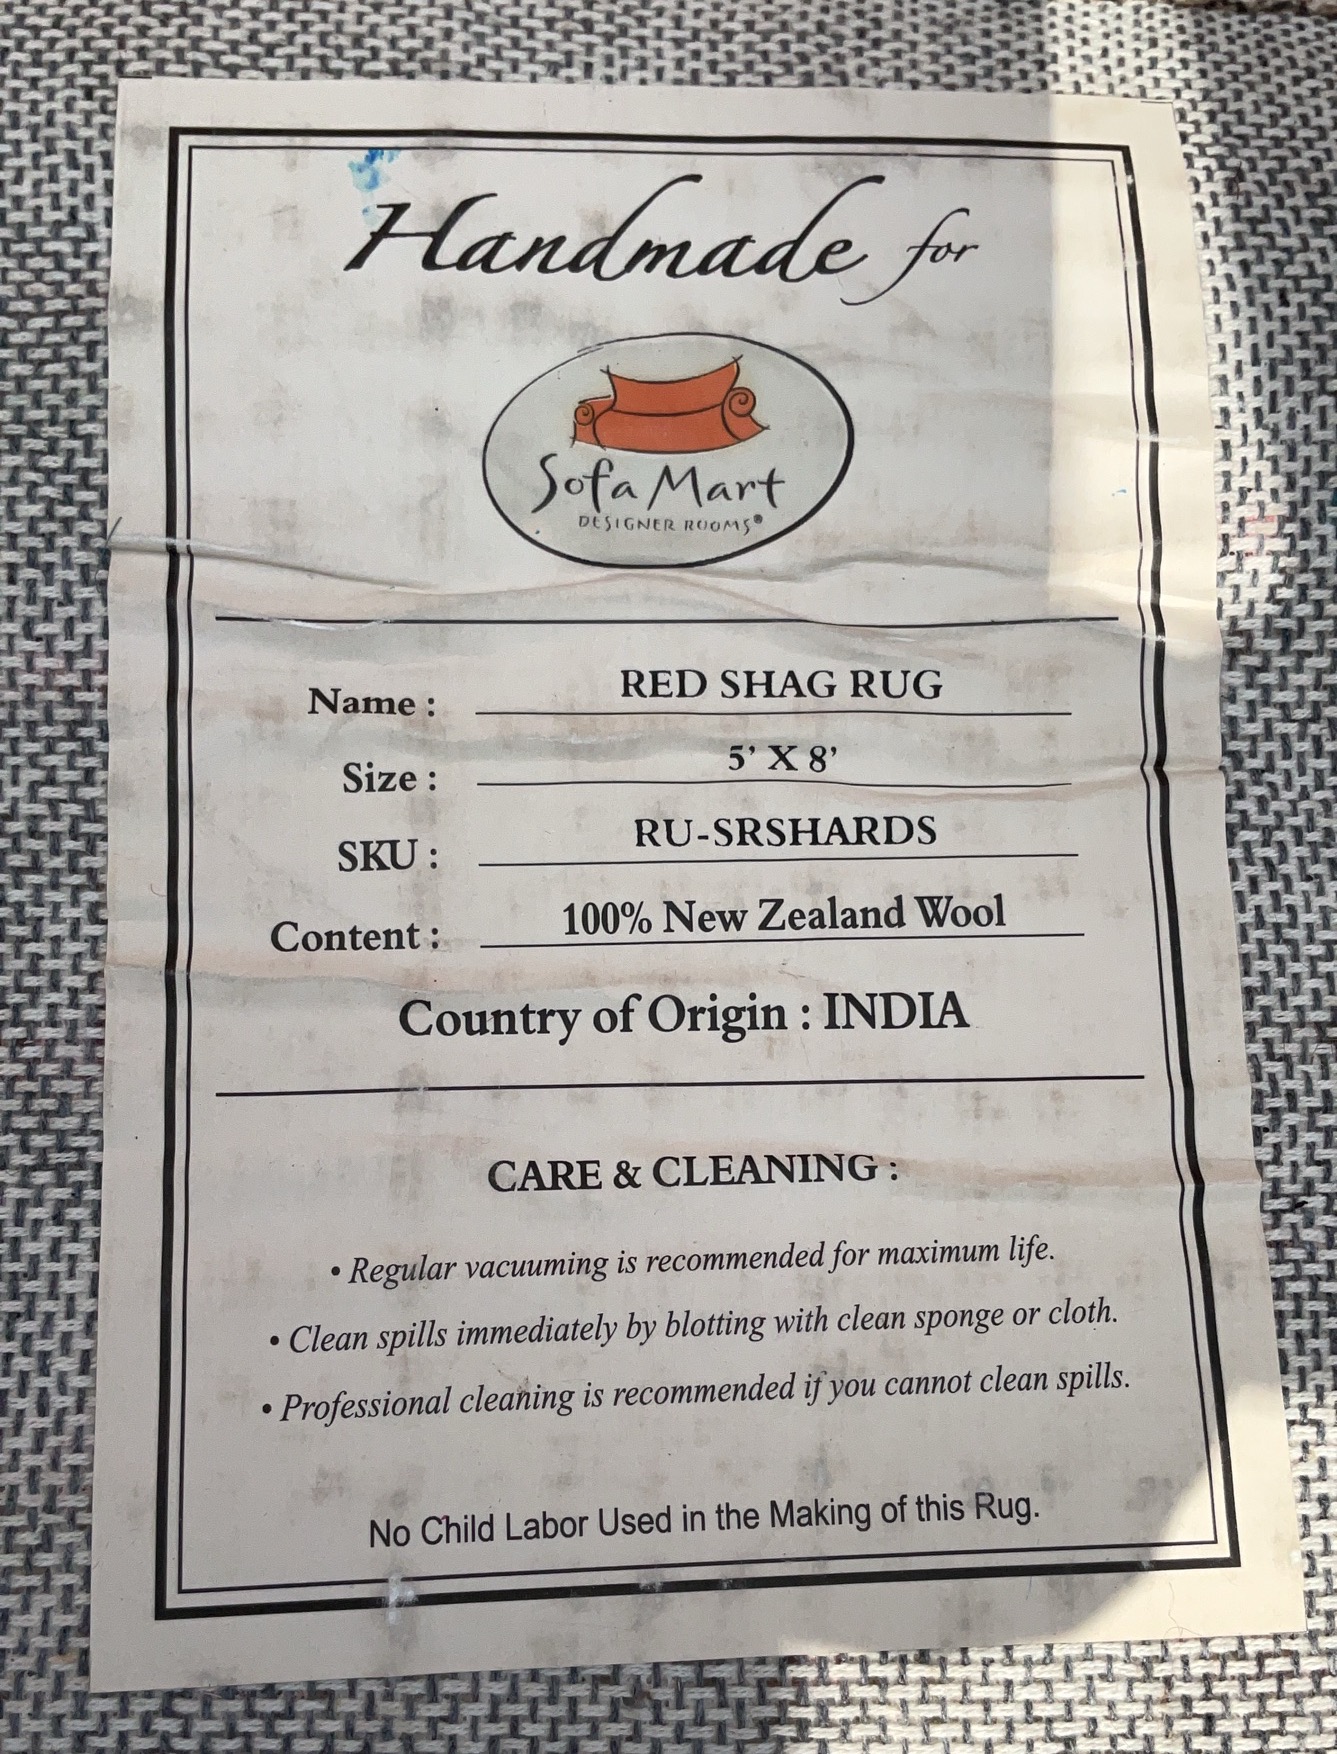 Handmade for
Sofa Mart
DESIGNER ROOMS®
Name : RED SHAG RUG
Size : 5’ X 8’
SKU : RU-SRSHARDS
Content : 100% New Zealand Wool
Country of Origin : INDIA
CARE & CLEANING :
• Regular vacuuming is recommended for maximum life.
• Clean spills immediately by blotting with clean sponge or cloth.
• Professional cleaning is recommended if you cannot clean spills.
No Child Labor Used in the Making of this Rug.